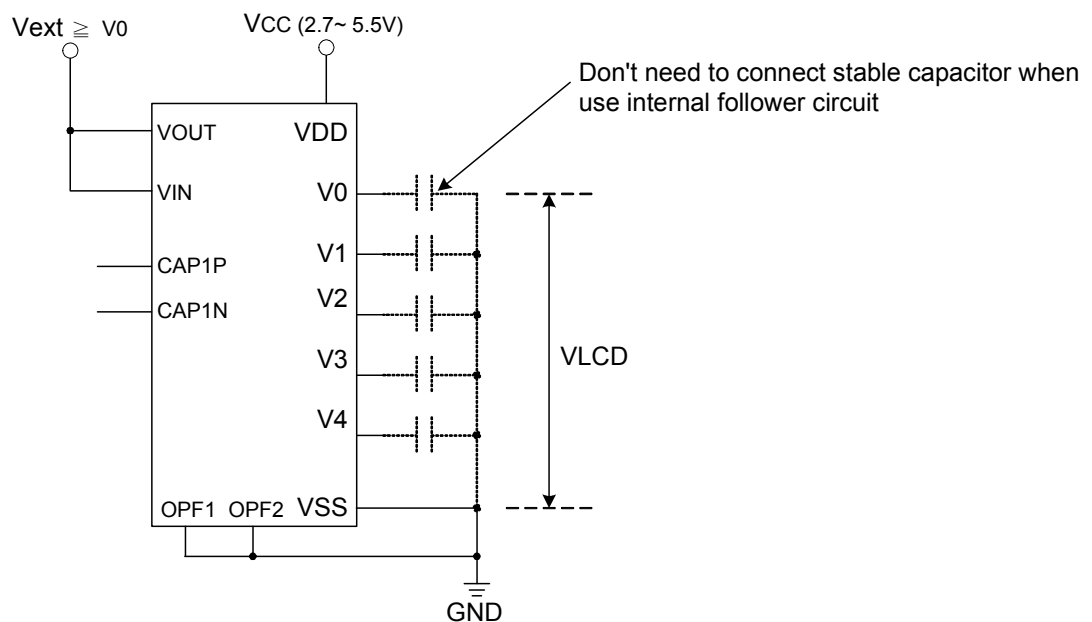 Vext ≧ V0
VCC (2.7~ 5.5V)
Don't need to connect stable capacitor when
use internal follower circuit
VOUT
VDD
VIN
V0
V1
CAP1P
V2
CAP1N
V3
VLCD
V4
OPF1 OPF2 VSS
GND